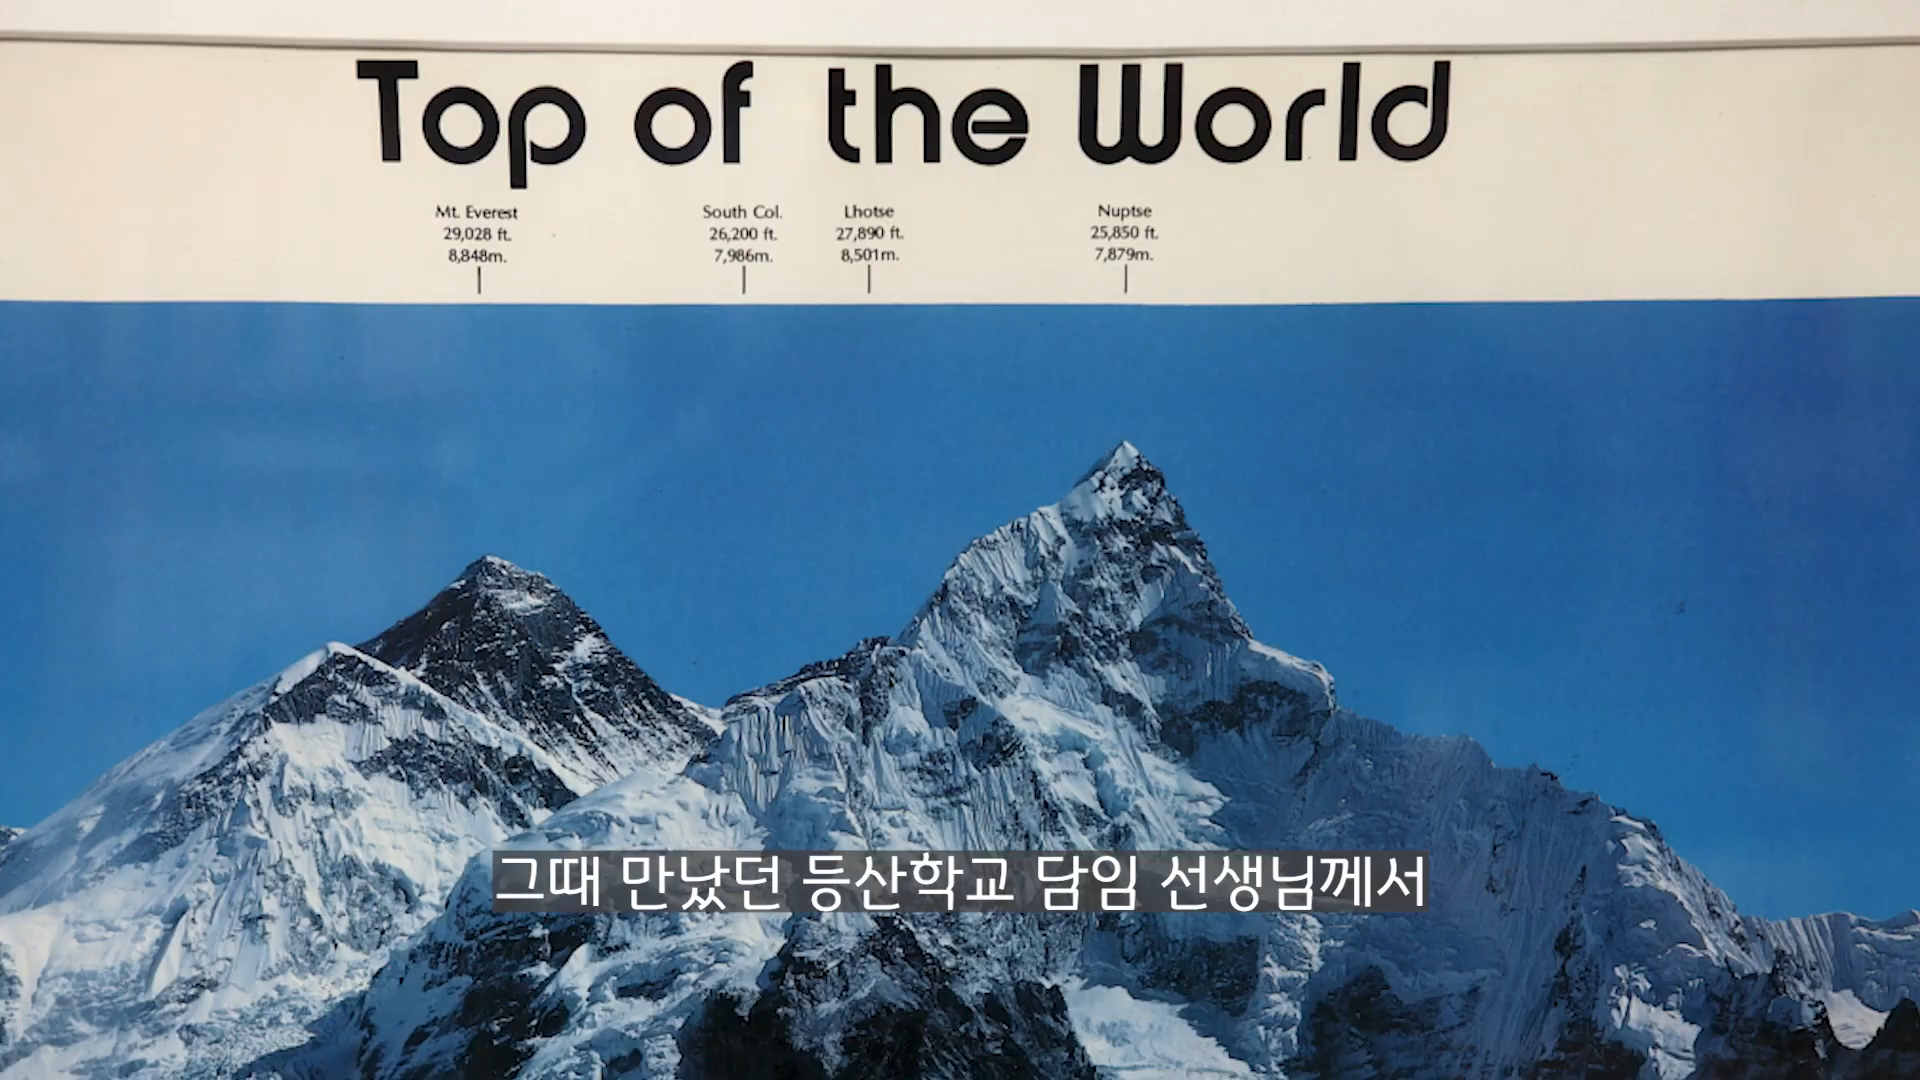 Top of the World
Mt. Everest
29,028 ft.
8,848m.
South Col.
26,200 ft.
7,986m.
Lhotse
27,890 ft.
8,501m.
Nuptse
25,850 ft.
7,879m.
그때 만났던 등산학교 담임 선생님께서